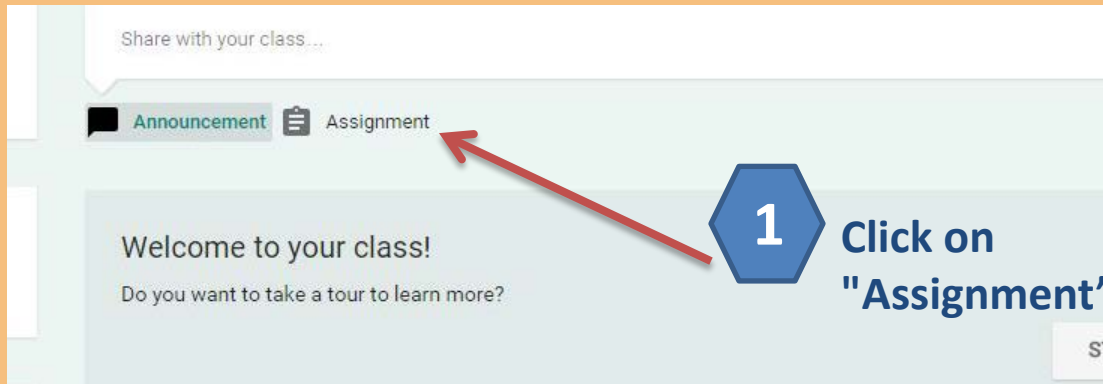 Share with your class...
Announcement Assignment
1
Click on
"Assignment"
Welcome to your class!
Do you want to take a tour to learn more?